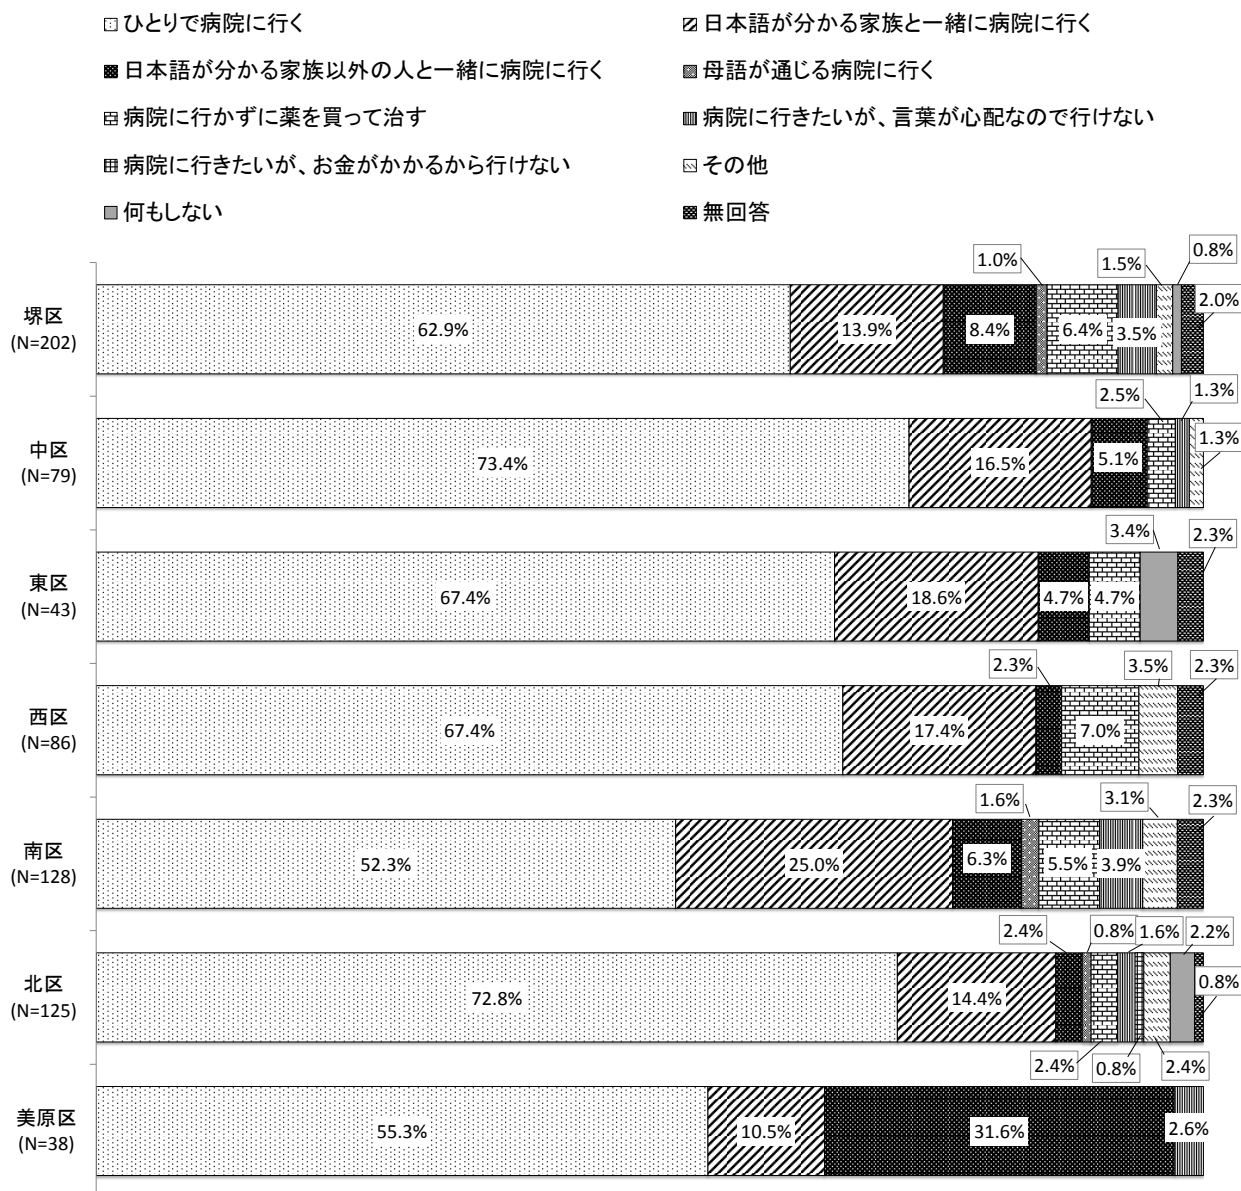 ひとりで病院に行く
日本語が分かる家族と一緒に病院に行く
日本語が分かる家族以外の人と一緒に病院に行く
母語が通じる病院に行く
病院に行かずに薬を買って治す
病院に行きたいが、言葉が心配なので行けない
病院に行きたいが、お金がかかるから行けない
その他
何もしない
無回答
1.0%
1.5%
0.8%
堺区
(N=202)
62.9%
13.9%
8.4%
6.4%
3.5%
2.0%
2.5%
1.3%
中区
(N=79)
73.4%
16.5%
5.1%
1.3%
3.4%
2.3%
東区
(N=43)
67.4%
18.6%
4.7%
4.7%
2.3%
3.5%
2.3%
西区
(N=86)
67.4%
17.4%
7.0%
1.6%
3.1%
2.3%
南区
(N=128)
52.3%
25.0%
6.3%
5.5%
3.9%
2.4%
0.8%
1.6%
2.2%
北区
(N=125)
72.8%
14.4%
0.8%
2.4%
0.8%
2.4%
美原区
(N=38)
55.3%
10.5%
31.6%
2.6%